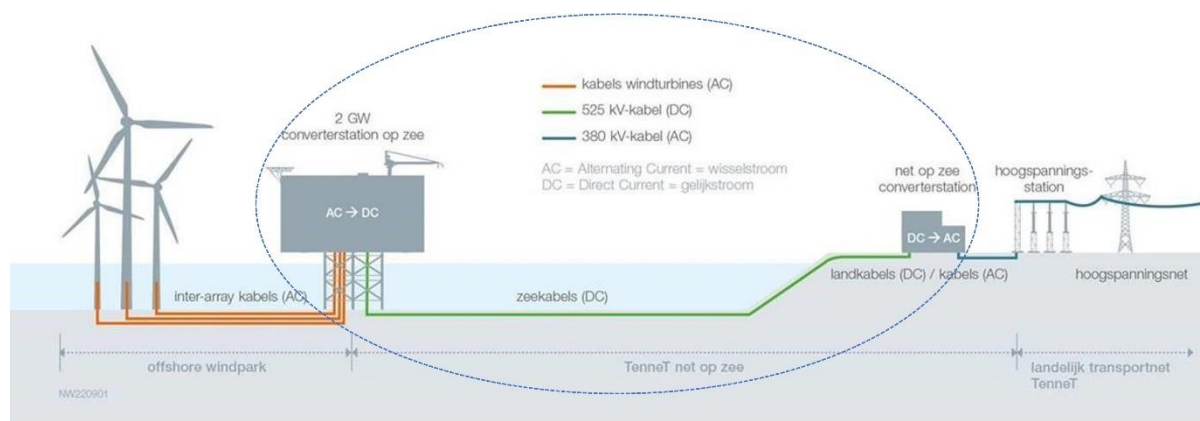 kabels windturbines (AC)
525 kV-kabel (DC)
380 kV-kabel (AC)
AC = Alternating Current = wisselstroom
DC = Direct Current = gelijkstroom
2 GW
converterstation op zee
AC → DC
net op zee
converterstation
DC → AC
hoogspannings-
station
inter-array kabels (AC)
zeekabels (DC)
landkabels (DC) / kabels (AC)
hoogspanningsnet
offshore windpark
TenneT net op zee
landelijk transportnet
TenneT
NW220901